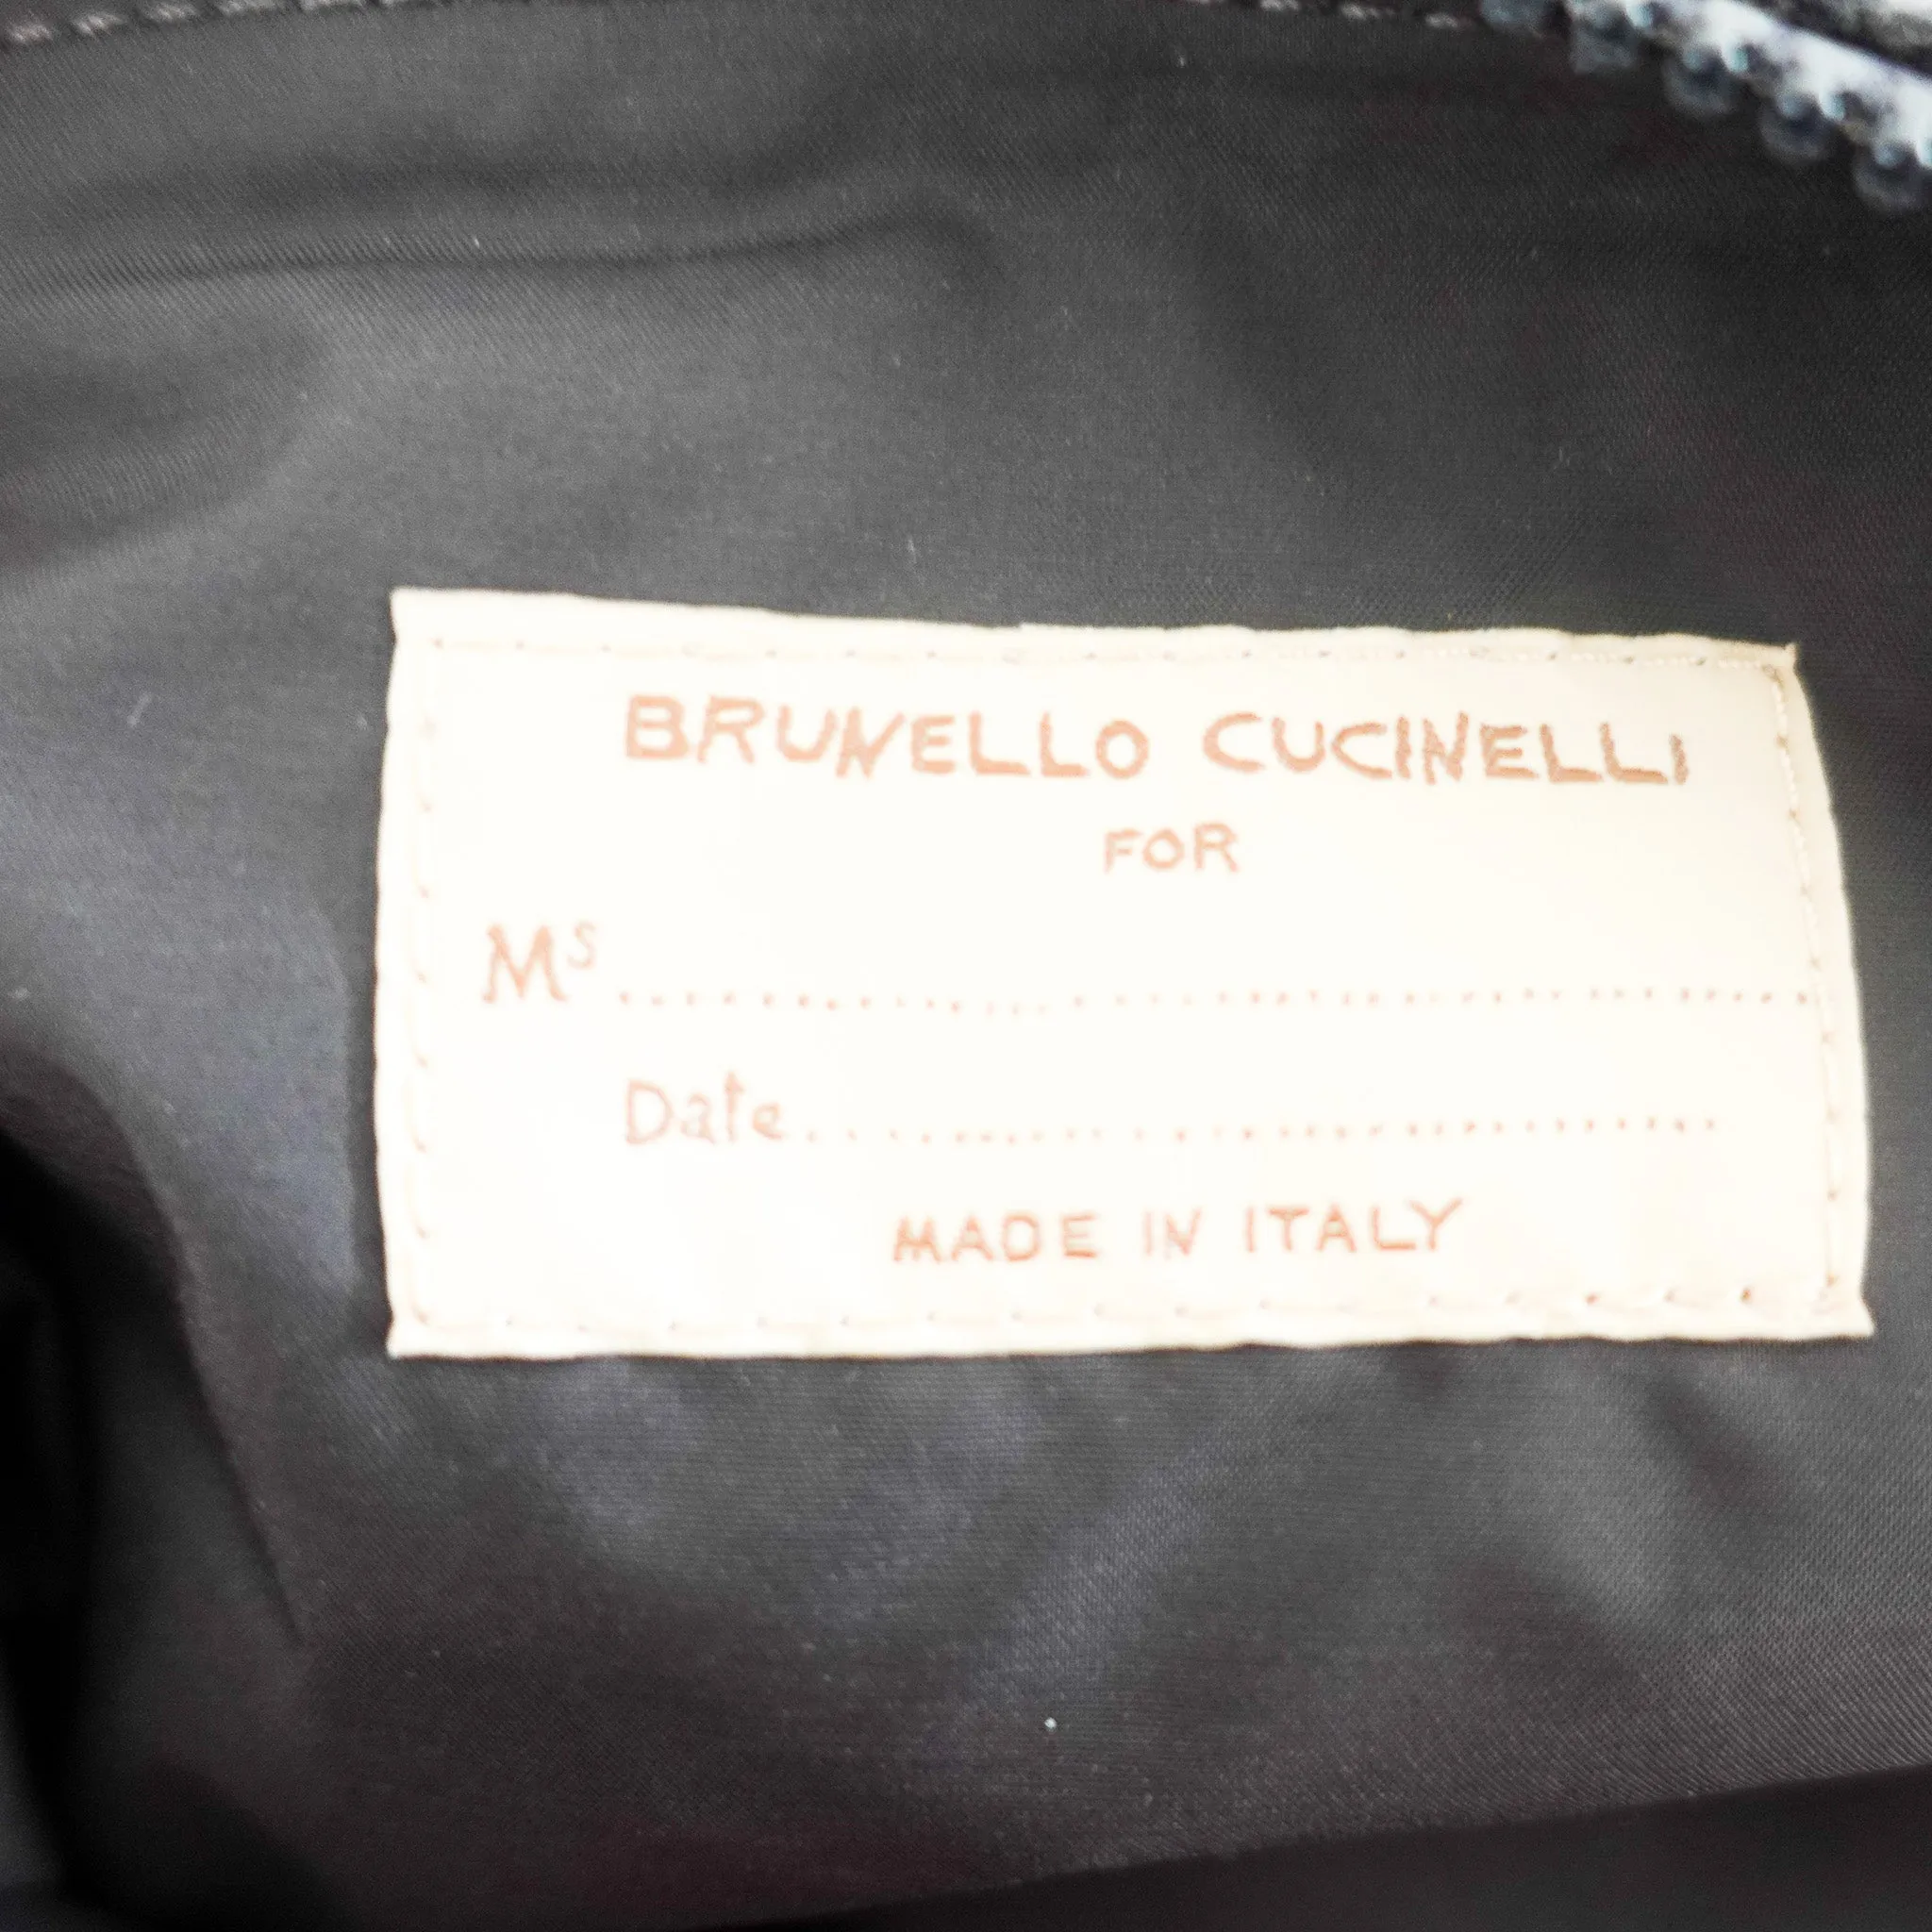 BRUNELLO CUCINELLI
FOR
Ms ........................................
Date ........................................
MADE IN ITALY